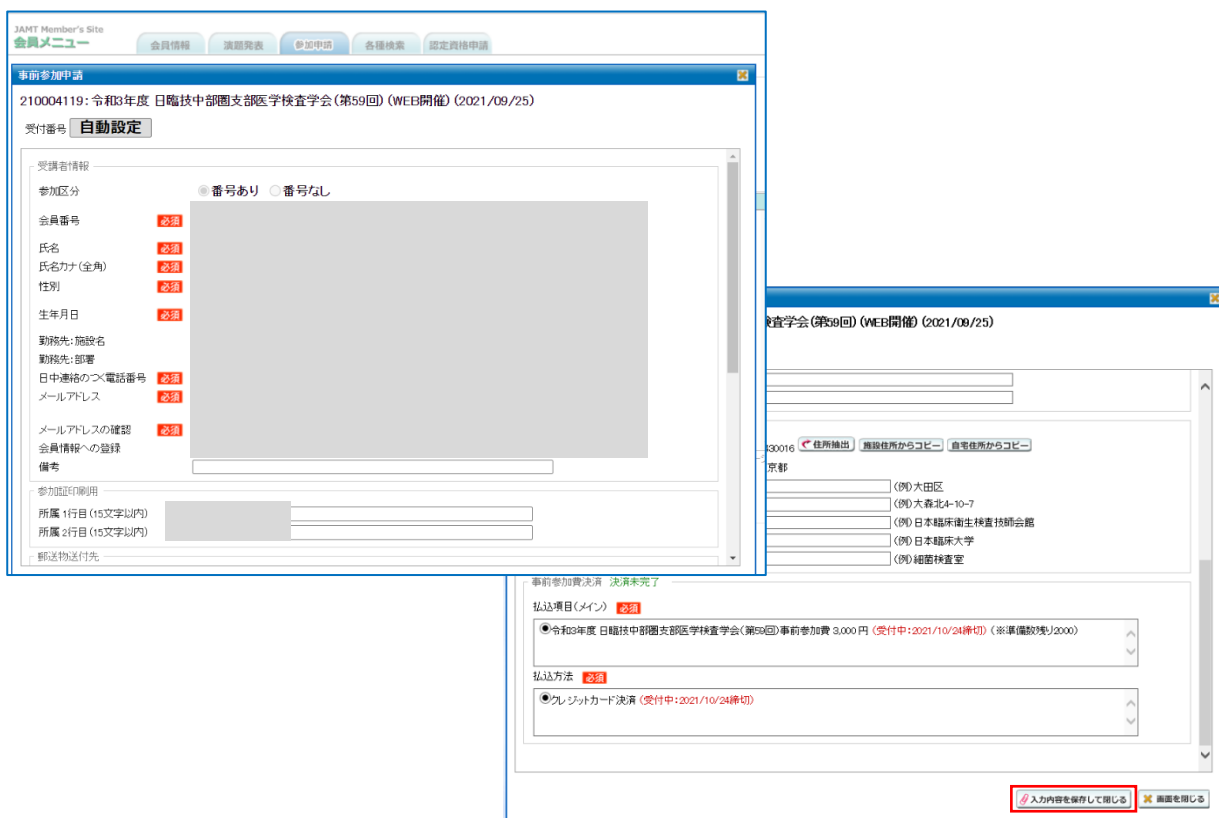 JAMT Member's Site
会員メニュー
会員情報 演題発表 参加申請 各種検索 認定資格申請
事前参加申請
210004119:令和3年度 日臨技中部圏支部医学検査学会(第59回)(WEB開催)(2021/09/25)
受付番号 自動設定
受講者情報
参加区分 番号あり 番号なし
会員番号 必須
氏名 必須
氏名カナ(全角) 必須
性別 必須
生年月日 必須
勤務先:施設名
勤務先:部署
日中連絡のつく電話番号 必須
メールアドレス 必須
メールアドレスの確認 必須
会員情報への登録
備考
参加証印刷用
所属 1行目(15文字以内)
所属 2行目(15文字以内)
郵送物送付先
査学会(第59回)(WEB開催)(2021/09/25)
30016 住所抽出 施設住所からコピー 自宅住所からコピー
京都
(例)大田区
(例)大森北4-10-7
(例)日本臨床衛生検査技師会館
(例)日本臨床大学
(例)細菌検査室
事前参加費決済 決済未完了
払込項目(メイン) 必須
令和3年度 日臨技中部圏支部医学検査学会(第59回)事前参加費 3,000円 (受付中:2021/10/24締切) (※準備数残り2000)
払込方法 必須
クレジットカード決済 (受付中:2021/10/24締切)
入力内容を保存して閉じる 画面を閉じる